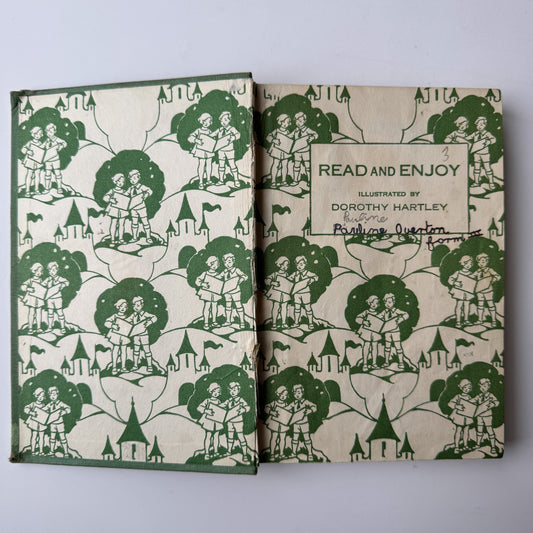 3
READ AND ENJOY
ILLUSTRATED BY
DOROTHY HARTLEY
Pauline
Pauline Overton
form